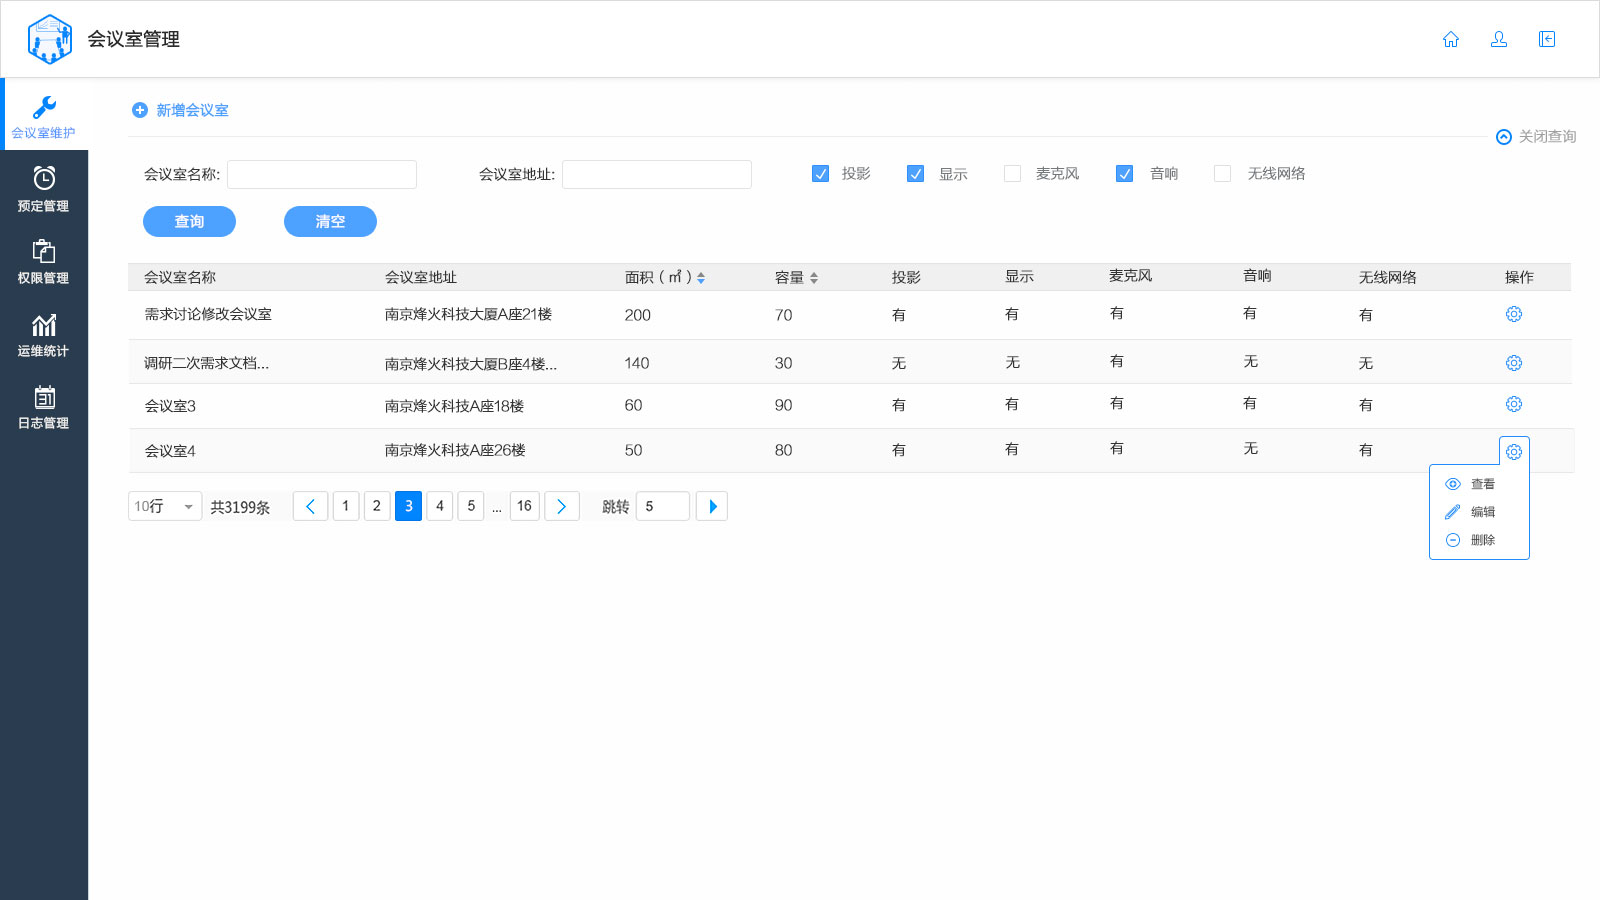 会议室管理
会议室维护
预定管理
权限管理
运维统计
31
日志管理
新增会议室
关闭查询
会议室名称: 会议室地址: 投影 显示 麦克风 音响 无线网络
查询 清空
会议室名称 会议室地址 面积（㎡） 容量 投影 显示 麦克风 音响 无线网络 操作
需求讨论修改会议室 南京烽火科技大厦A座21楼 200 70 有 有 有 有 有
调研二次需求文档... 南京烽火科技大厦B座4楼... 140 30 无 无 有 无 无
会议室3 南京烽火科技A座18楼 60 90 有 有 有 有 有
会议室4 南京烽火科技A座26楼 50 80 有 有 有 无 有
查看
编辑
删除
10行 共3199条 1 2 3 4 5 ... 16 跳转 5